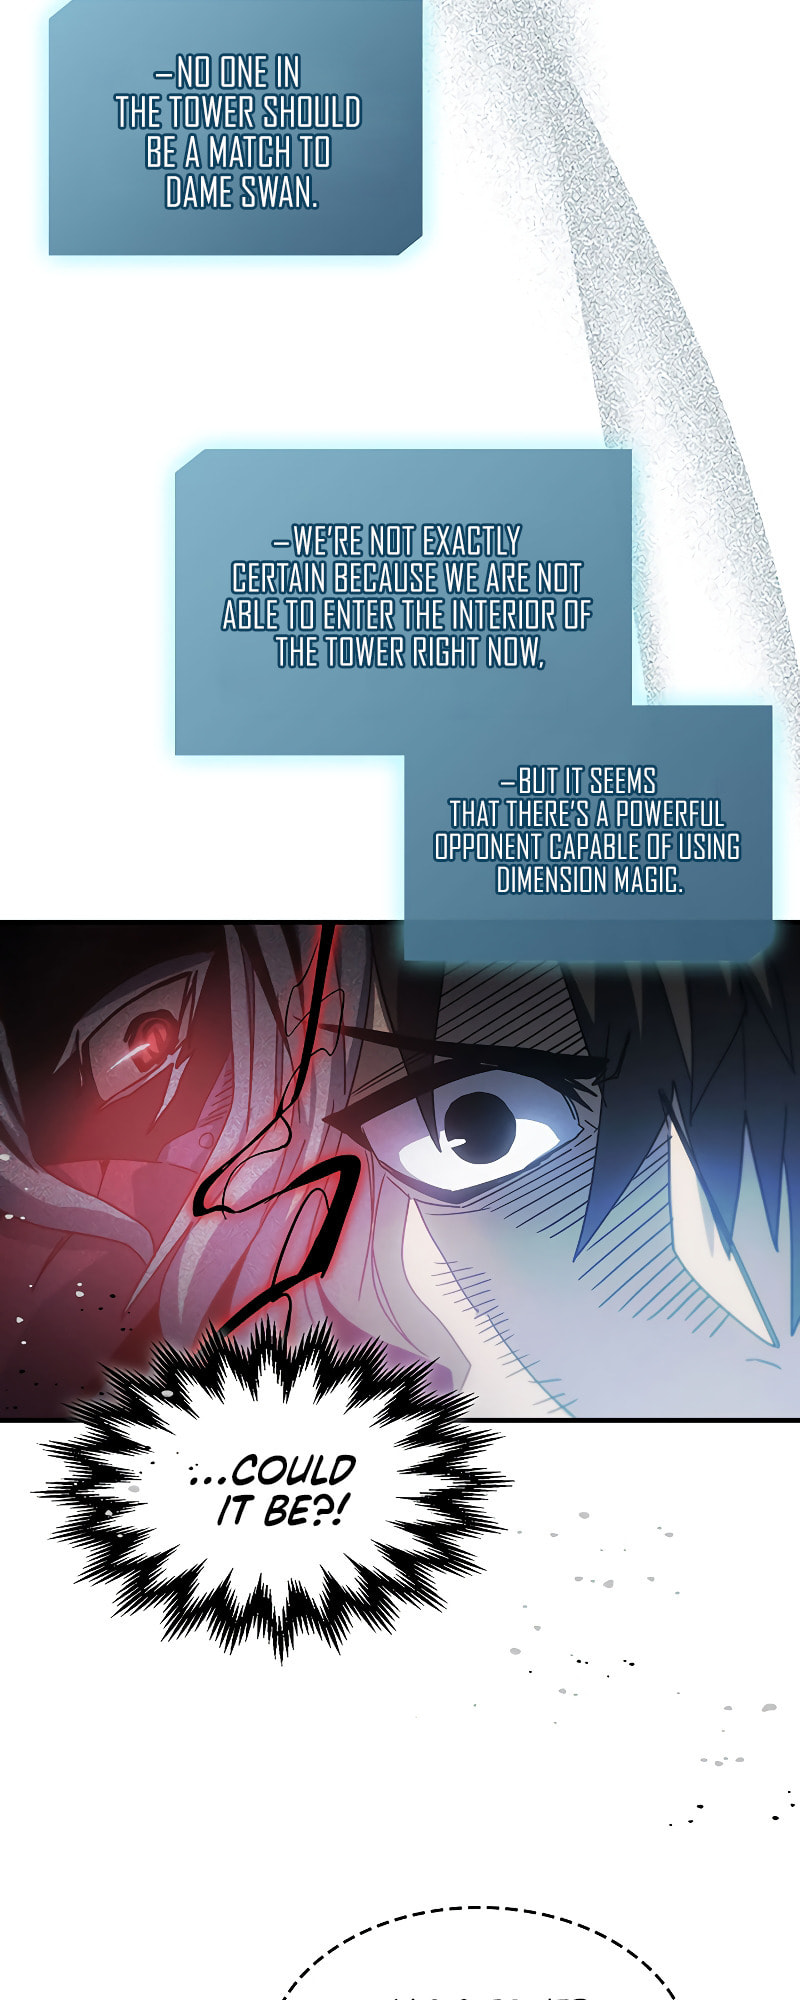 –NO ONE IN
THE TOWER SHOULD
BE A MATCH TO
DAME SWAN.
–WE'RE NOT EXACTLY
CERTAIN BECAUSE WE ARE NOT
ABLE TO ENTER THE INTERIOR OF
THE TOWER RIGHT NOW,
–BUT IT SEEMS
THAT THERE'S A POWERFUL
OPPONENT CAPABLE OF USING
DIMENSION MAGIC.
...COULD
IT BE?!